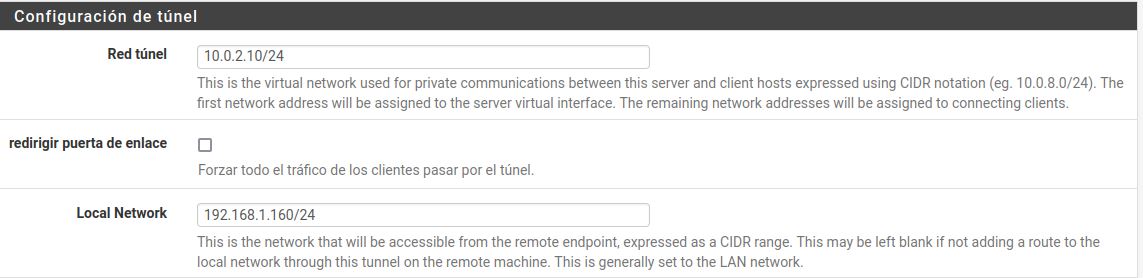 Configuración de túnel
Red túnel
10.0.2.10/24
This is the virtual network used for private communications between this server and client hosts expressed using CIDR notation (eg. 10.0.8.0/24). The
first network address will be assigned to the server virtual interface. The remaining network addresses will be assigned to connecting clients.
redirigir puerta de enlace
Forzar todo el tráfico de los clientes pasar por el túnel.
Local Network
192.168.1.160/24
This is the network that will be accessible from the remote endpoint, expressed as a CIDR range. This may be left blank if not adding a route to the
local network through this tunnel on the remote machine. This is generally set to the LAN network.